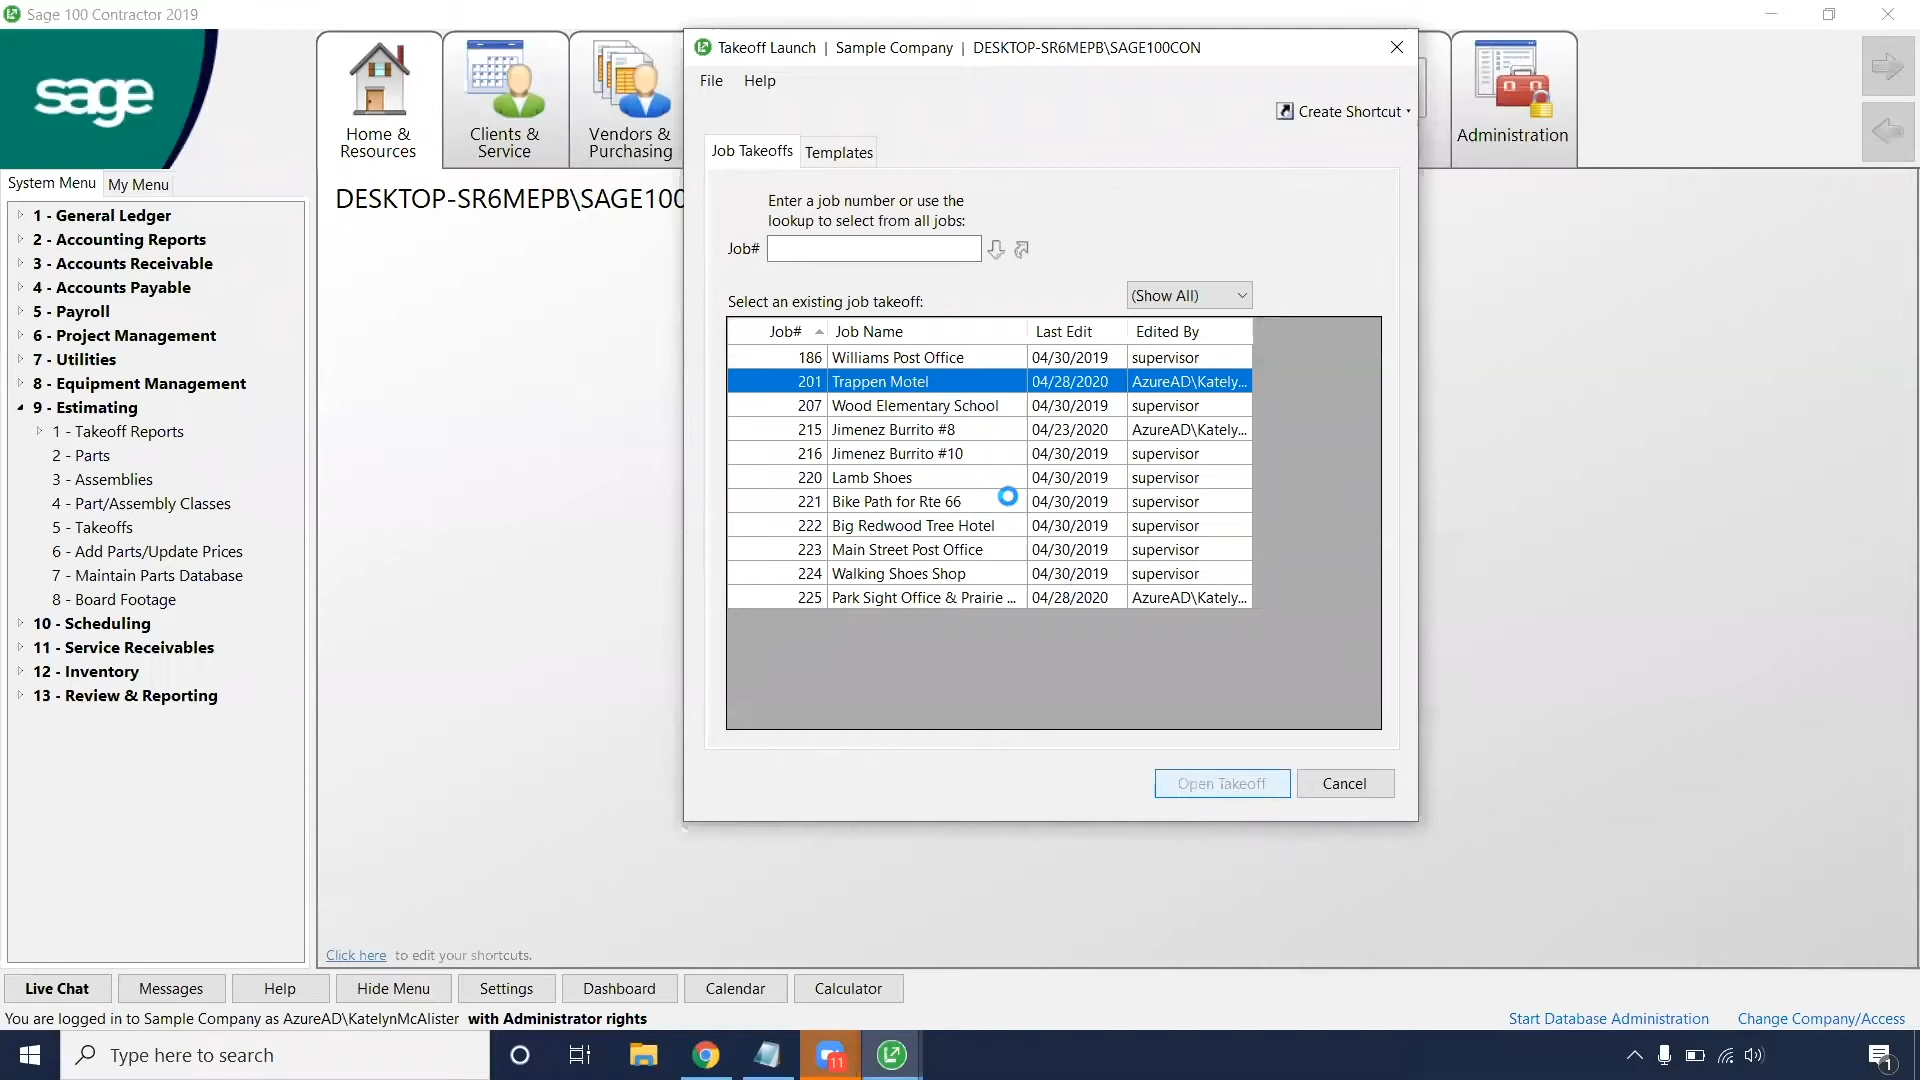 Sage 100 Contractor 2019
sage
Home & Resources
Clients & Service
Vendors & Purchasing
Administration
System Menu
My Menu
1 - General Ledger
2 - Accounting Reports
3 - Accounts Receivable
4 - Accounts Payable
5 - Payroll
6 - Project Management
7 - Utilities
8 - Equipment Management
9 - Estimating
1 - Takeoff Reports
2 - Parts
3 - Assemblies
4 - Part/Assembly Classes
5 - Takeoffs
6 - Add Parts/Update Prices
7 - Maintain Parts Database
8 - Board Footage
10 - Scheduling
11 - Service Receivables
12 - Inventory
13 - Review & Reporting
DESKTOP-SR6MEPB\SAGE100
Takeoff Launch | Sample Company | DESKTOP-SR6MEPB\SAGE100CON
File Help
Create Shortcut
Job Takeoffs Templates
Enter a job number or use the
lookup to select from all jobs:
Job#
Select an existing job takeoff: (Show All)
Job# Job Name Last Edit Edited By
186 Williams Post Office 04/30/2019 supervisor
201 Trappen Motel 04/28/2020 AzureAD\Kately...
207 Wood Elementary School 04/30/2019 supervisor
215 Jimenez Burrito #8 04/23/2020 AzureAD\Kately...
216 Jimenez Burrito #10 04/30/2019 supervisor
220 Lamb Shoes 04/30/2019 supervisor
221 Bike Path for Rte 66 04/30/2019 supervisor
222 Big Redwood Tree Hotel 04/30/2019 supervisor
223 Main Street Post Office 04/30/2019 supervisor
224 Walking Shoes Shop 04/30/2019 supervisor
225 Park Sight Office & Prairie ... 04/28/2020 AzureAD\Kately...
Open Takeoff Cancel
Click here to edit your shortcuts.
Live Chat Messages Help Hide Menu Settings Dashboard Calendar Calculator
You are logged in to Sample Company as AzureAD\KatelynMcAlister with Administrator rights
Start Database Administration Change Company/Access
Type here to search
11
1